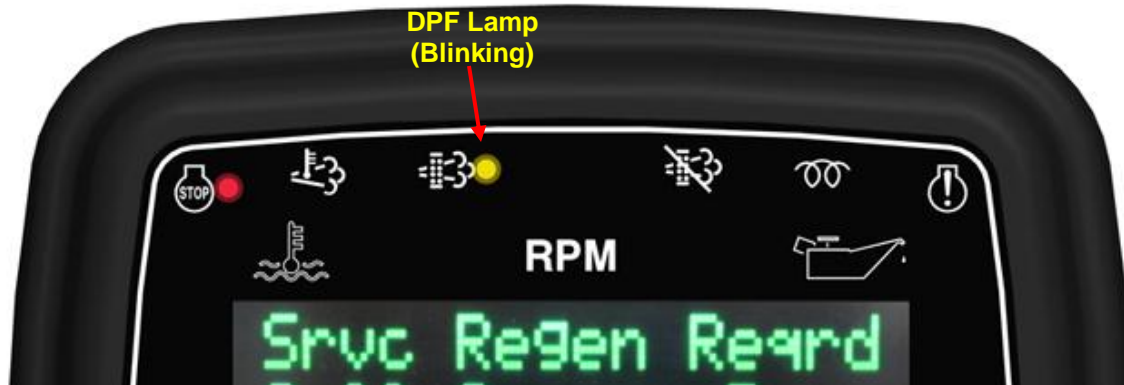 DPF Lamp
(Blinking)
STOP
RPM
Srvc Regen Reqrd